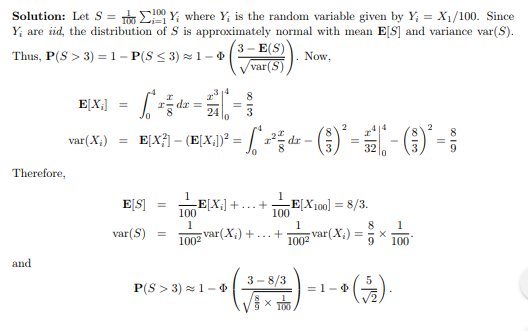 Solution: Let S = 1/100 ∑_{i=1}^{100} Y_i where Y_i is the random variable given by Y_i = X_1/100. Since
Y_i are iid, the distribution of S is approximately normal with mean E[S] and variance var(S).
Thus, P(S > 3) = 1 − P(S ≤ 3) ≈ 1 − Φ ( (3 − E(S)) / √var(S) ). Now,
E[X_i] = ∫_0^4 x x/8 dx = x^3/24 |_0^4 = 8/3
var(X_i) = E[X_i^2] − (E[X_i])^2 = ∫_0^4 x^2 x/8 dx − (8/3)^2 = x^4/32 |_0^4 − (8/3)^2 = 8/9
Therefore,
E[S] = 1/100 E[X_i] + . . . + 1/100 E[X_100] = 8/3.
var(S) = 1/100^2 var(X_i) + . . . + 1/100^2 var(X_i) = 8/9 × 1/100
and
P(S > 3) ≈ 1 − Φ ( (3 − 8/3) / √(8/9 × 1/100) ) = 1 − Φ (5/√2).